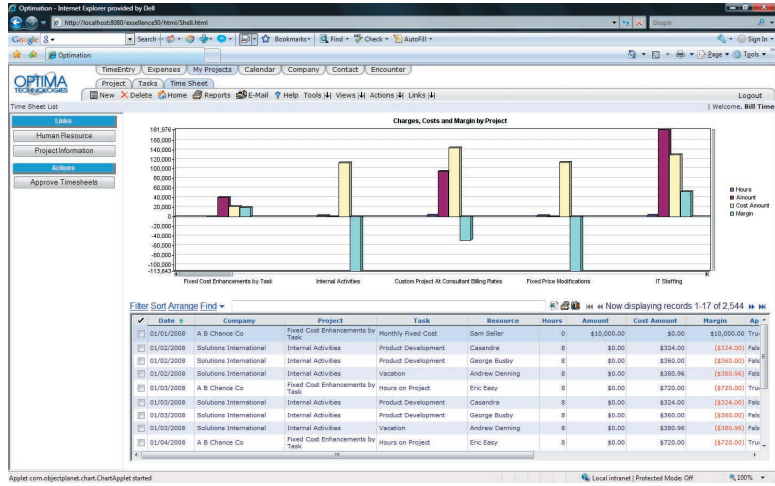 Optimation - Internet Explorer provided by Dell
http://localhost:8080/exsellence50/html/Shell.html
Google
Google G Search Bookmarks Find Check AutoFill Sign In
Optimation Page Tools
TimeEntry Expenses My Projects Calendar Company Contact Encounter
OPTIMA TECHNOLOGIES Project Tasks Time Sheet
New Delete Home Reports E-Mail ? Help Tools Views Actions Links Logout
Time Sheet List | Welcome, Bill Time
Links
Human Resource
Project Information
Actions
Approve Timesheets
Charges, Costs and Margin by Project
181,976
160,000
140,000
120,000
100,000
80,000
60,000
40,000
20,000
0
-20,000
-40,000
-60,000
-80,000
-100,000
-113,643
Hours
Amount
Cost Amount
Margin
Fixed Cost Enhancements by Task Internal Activities Custom Project At Consultant Billing Rates Fixed Price Modifications IT Staffing
Filter Sort Arrange Find Now displaying records 1-17 of 2,544
Date Company Project Task Resource Hours Amount Cost Amount Margin Ap
01/01/2008 A B Chance Co Fixed Cost Enhancements by Task Monthly Fixed Cost Sam Seller 0 $10,000.00 $0.00 $10,000.00 Tru
01/02/2008 Solutions International Internal Activities Product Development Casandra 8 $0.00 $324.00 ($324.00) Fals
01/02/2008 Solutions International Internal Activities Product Development George Busby 8 $0.00 $360.00 ($360.00) Fals
01/02/2008 Solutions International Internal Activities Vacation Andrew Denning 8 $0.00 $380.96 ($380.96) Fals
01/03/2008 A B Chance Co Fixed Cost Enhancements by Task Hours on Project Eric Easy 8 $0.00 $720.00 ($720.00) Tru
01/03/2008 Solutions International Internal Activities Product Development Casandra 8 $0.00 $324.00 ($324.00) Fals
01/03/2008 Solutions International Internal Activities Product Development George Busby 8 $0.00 $360.00 ($360.00) Fals
01/03/2008 Solutions International Internal Activities Vacation Andrew Denning 8 $0.00 $380.96 ($380.96) Fals
01/04/2008 A B Chance Co Fixed Cost Enhancements by Task Hours on Project Eric Easy 8 $0.00 $720.00 ($720.00) Tru
Applet com.objectplanet.chart.ChartApplet started Local intranet | Protected Mode: Off 100%